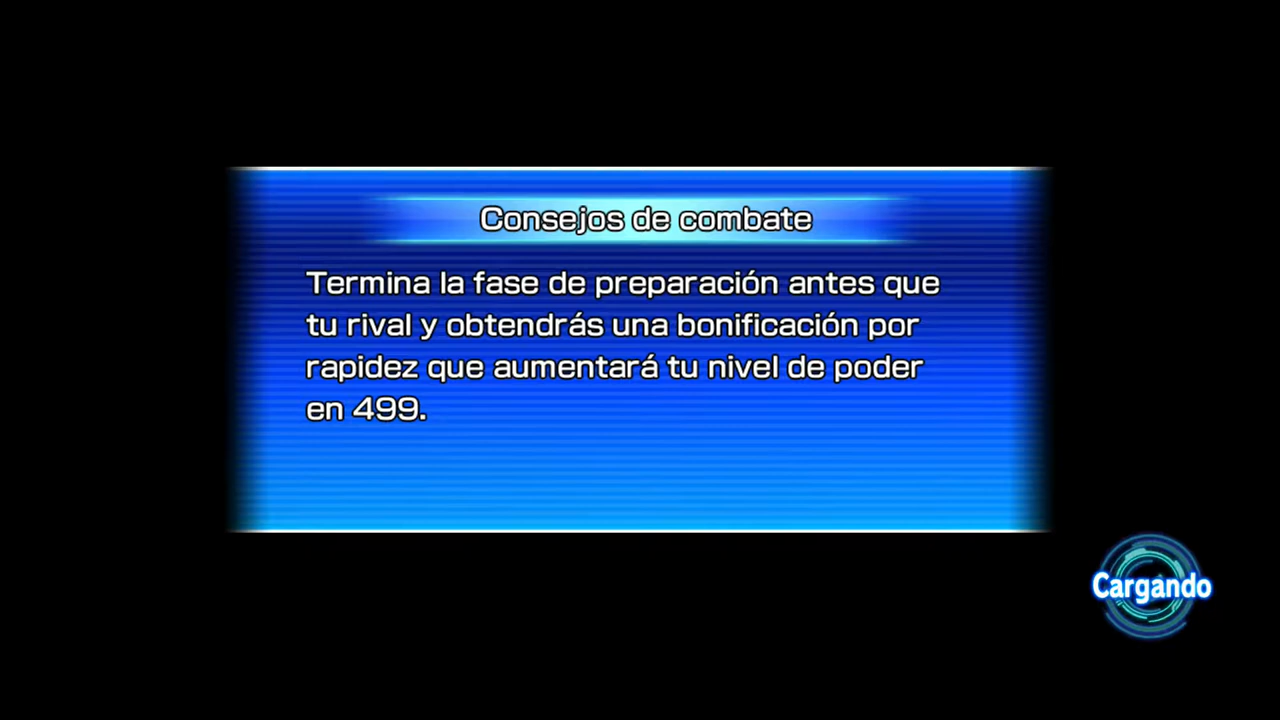 Consejos de combate
Termina la fase de preparación antes que
tu rival y obtendrás una bonificación por
rapidez que aumentará tu nivel de poder
en 499.
Cargando